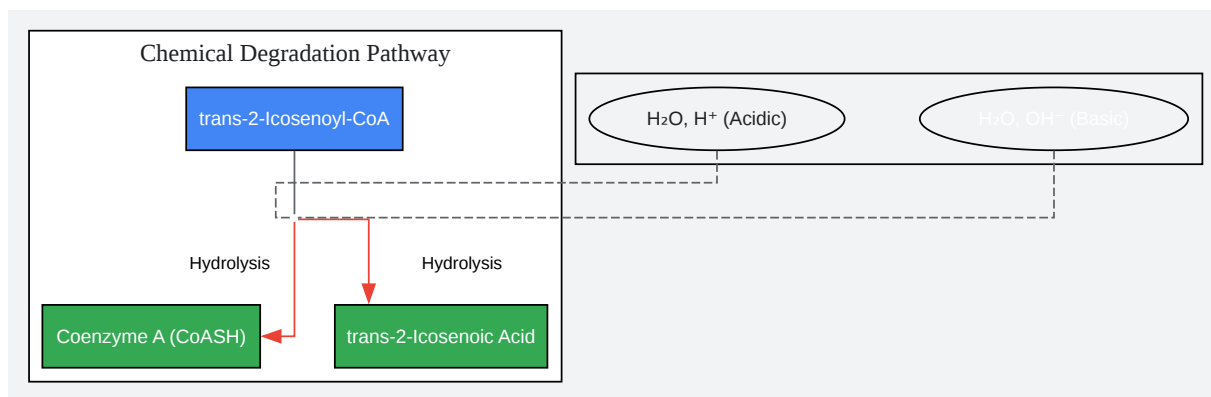 Chemical Degradation Pathway
trans-2-Icosenoyl-CoA
H₂O, H⁺ (Acidic)
H₂O, OH⁻ (Basic)
Hydrolysis
Hydrolysis
Coenzyme A (CoASH)
trans-2-Icosenoic Acid